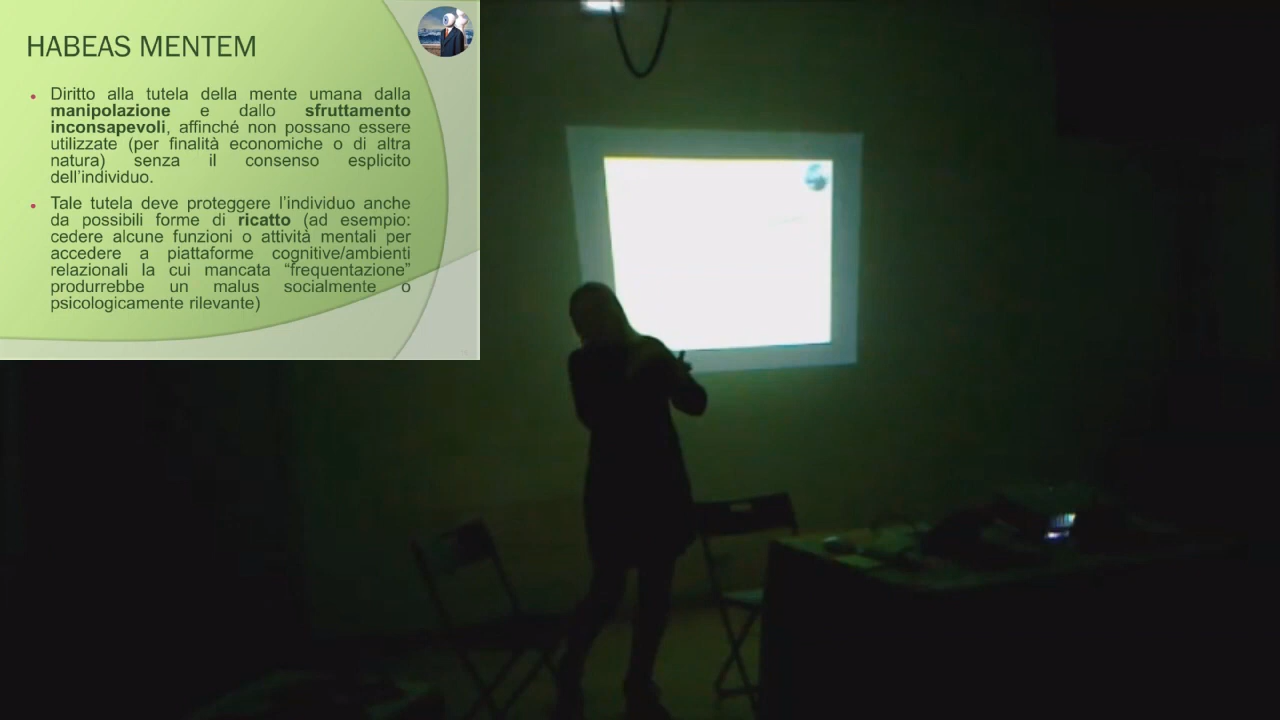 HABEAS MENTEM
Diritto alla tutela della mente umana dalla
manipolazione e dallo sfruttamento
inconsapevoli, affinché non possano essere
utilizzate (per finalità economiche o di altra
natura) senza il consenso esplicito
dell'individuo.
Tale tutela deve proteggere l'individuo anche
da possibili forme di ricatto (ad esempio:
cedere alcune funzioni o attività mentali per
accedere a piattaforme cognitive/ambienti
relazionali la cui mancata "frequentazione"
produrrebbe un malus socialmente o
psicologicamente rilevante)